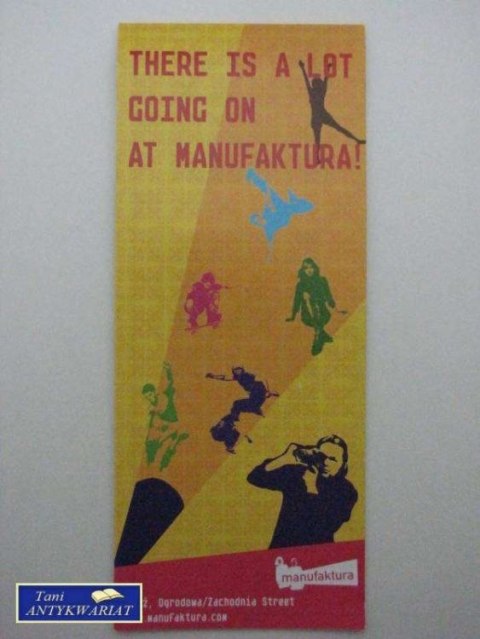 THERE IS A LOT
GOING ON
AT MANUFAKTURA!
manufaktura
Ogrodowa/Zachodnia Street
manufaktura.com
Tani
ANTYKWARIAT